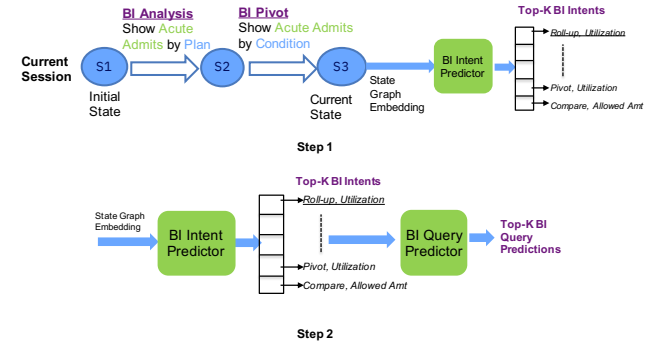 BI Analysis
Show Acute
Admits by Plan
BI Pivot
Show Acute Admits
by Condition
Top-K BI Intents
Current
Session
S1
S2
S3
Initial
State
Current
State
State
Graph
Embedding
BI Intent
Predictor
Roll-up, Utilization
Pivot, Utilization
Compare, Allowed Amt
Step 1
Top-K BI Intents
State Graph
Embedding
BI Intent
Predictor
Roll-up, Utilization
Pivot, Utilization
Compare, Allowed Amt
BI Query
Predictor
Top-K BI
Query
Predictions
Step 2